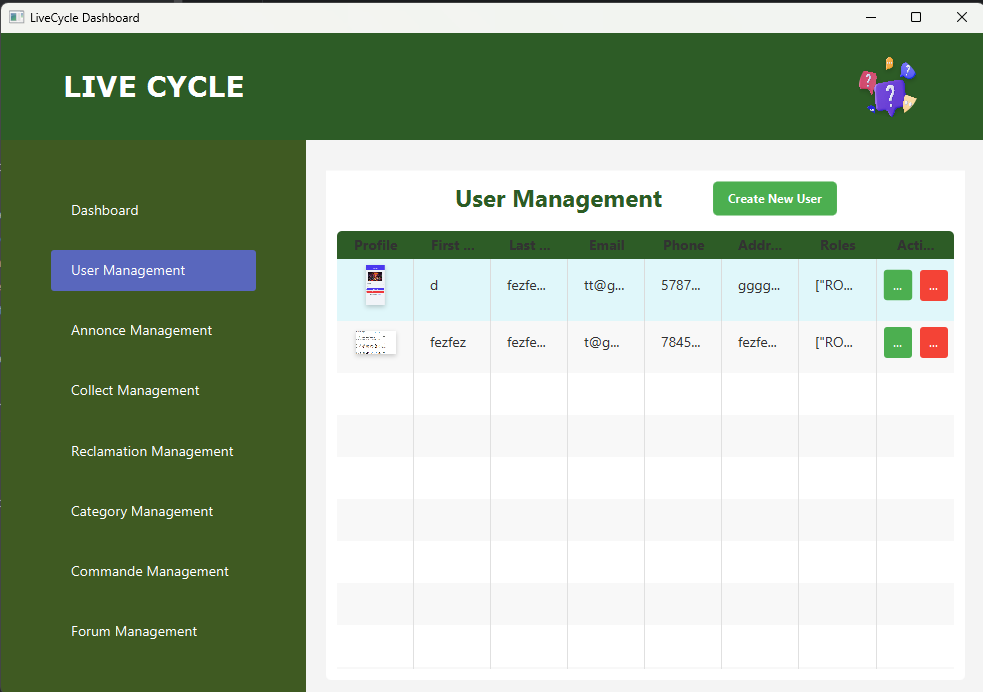 LiveCycle Dashboard
LIVE CYCLE
? ? ?
Dashboard
User Management
Annonce Management
Collect Management
Reclamation Management
Category Management
Commande Management
Forum Management
User Management
Create New User
Profile First ... Last ... Email Phone Addr... Roles Acti...
d fezfe... tt@g... 5787... gggg... ["RO... ... ...
fezfez fezfe... t@g... 7845... fezfe... ["RO... ... ...